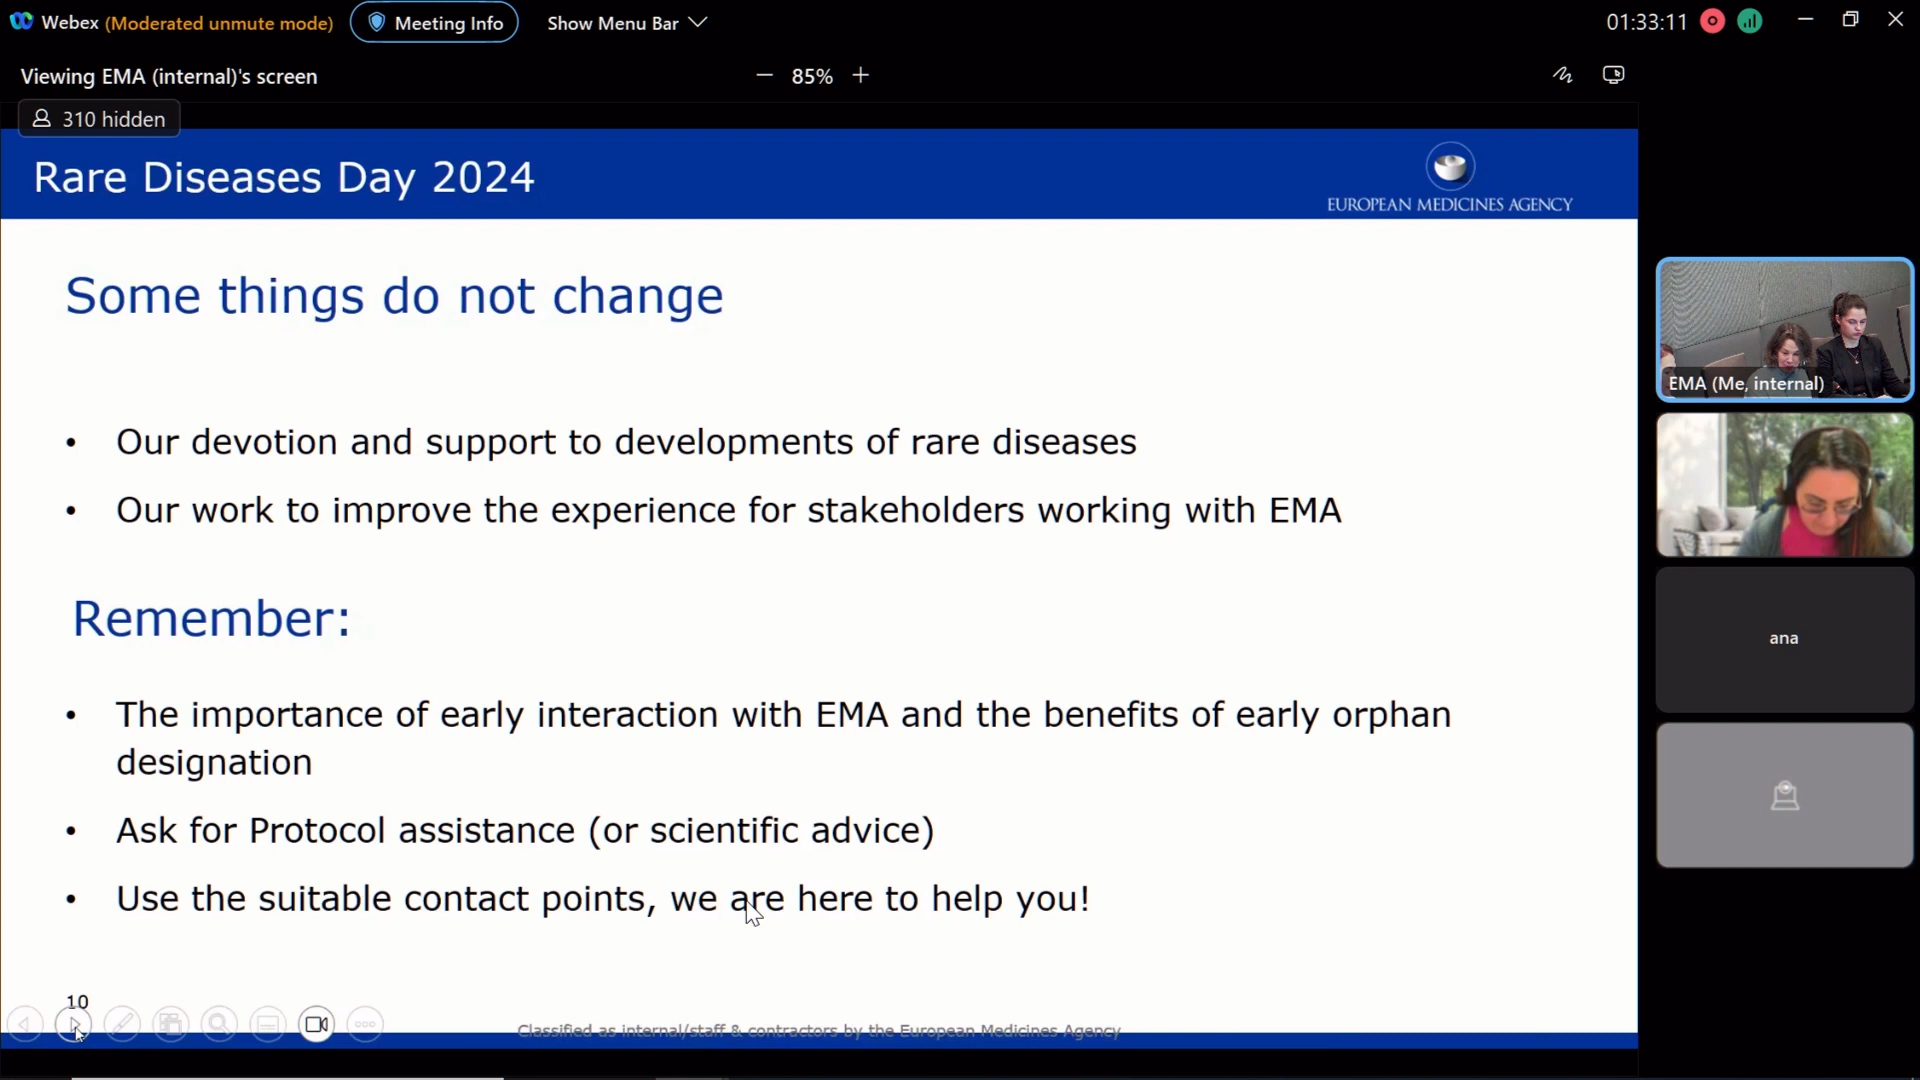 Webex (Moderated unmute mode) Meeting Info Show Menu Bar 01:33:11
Viewing EMA (internal)'s screen 85%
310 hidden
Rare Diseases Day 2024
EUROPEAN MEDICINES AGENCY
Some things do not change
• Our devotion and support to developments of rare diseases
• Our work to improve the experience for stakeholders working with EMA
Remember:
• The importance of early interaction with EMA and the benefits of early orphan
designation
• Ask for Protocol assistance (or scientific advice)
• Use the suitable contact points, we are here to help you!
10
Classified as internal/staff & contractors by the European Medicines Agency
EMA (Me, internal)
ana